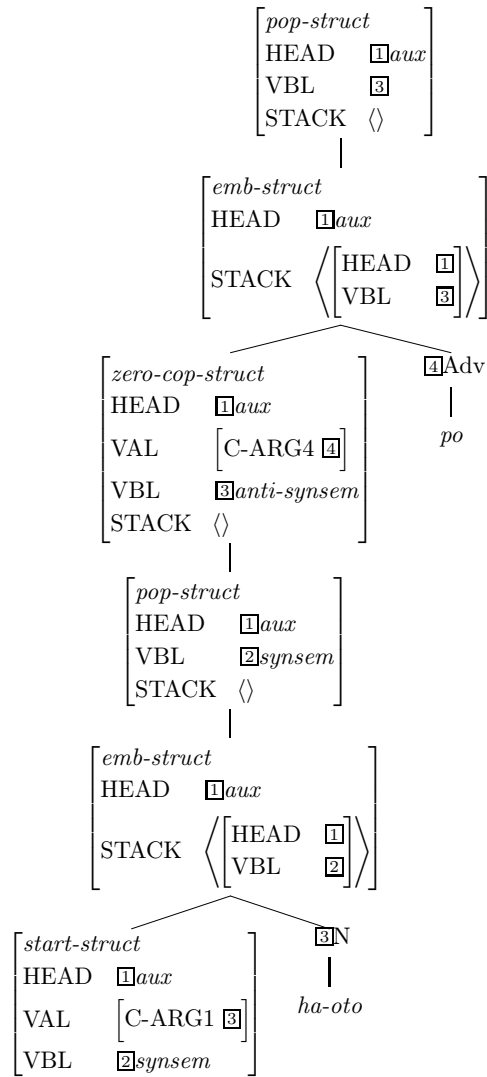 pop-struct
HEAD 1 aux
VBL 3
STACK ⟨⟩
emb-struct
HEAD 1 aux
STACK ⟨[HEAD 1
VBL 3]⟩
zero-cop-struct
HEAD 1 aux
VAL [C-ARG4 4]
VBL 3 anti-synsem
STACK ⟨⟩
4 Adv
po
pop-struct
HEAD 1 aux
VBL 2 synsem
STACK ⟨⟩
emb-struct
HEAD 1 aux
STACK ⟨[HEAD 1
VBL 2]⟩
start-struct
HEAD 1 aux
VAL [C-ARG1 3]
VBL 2 synsem
3 N
ha-oto